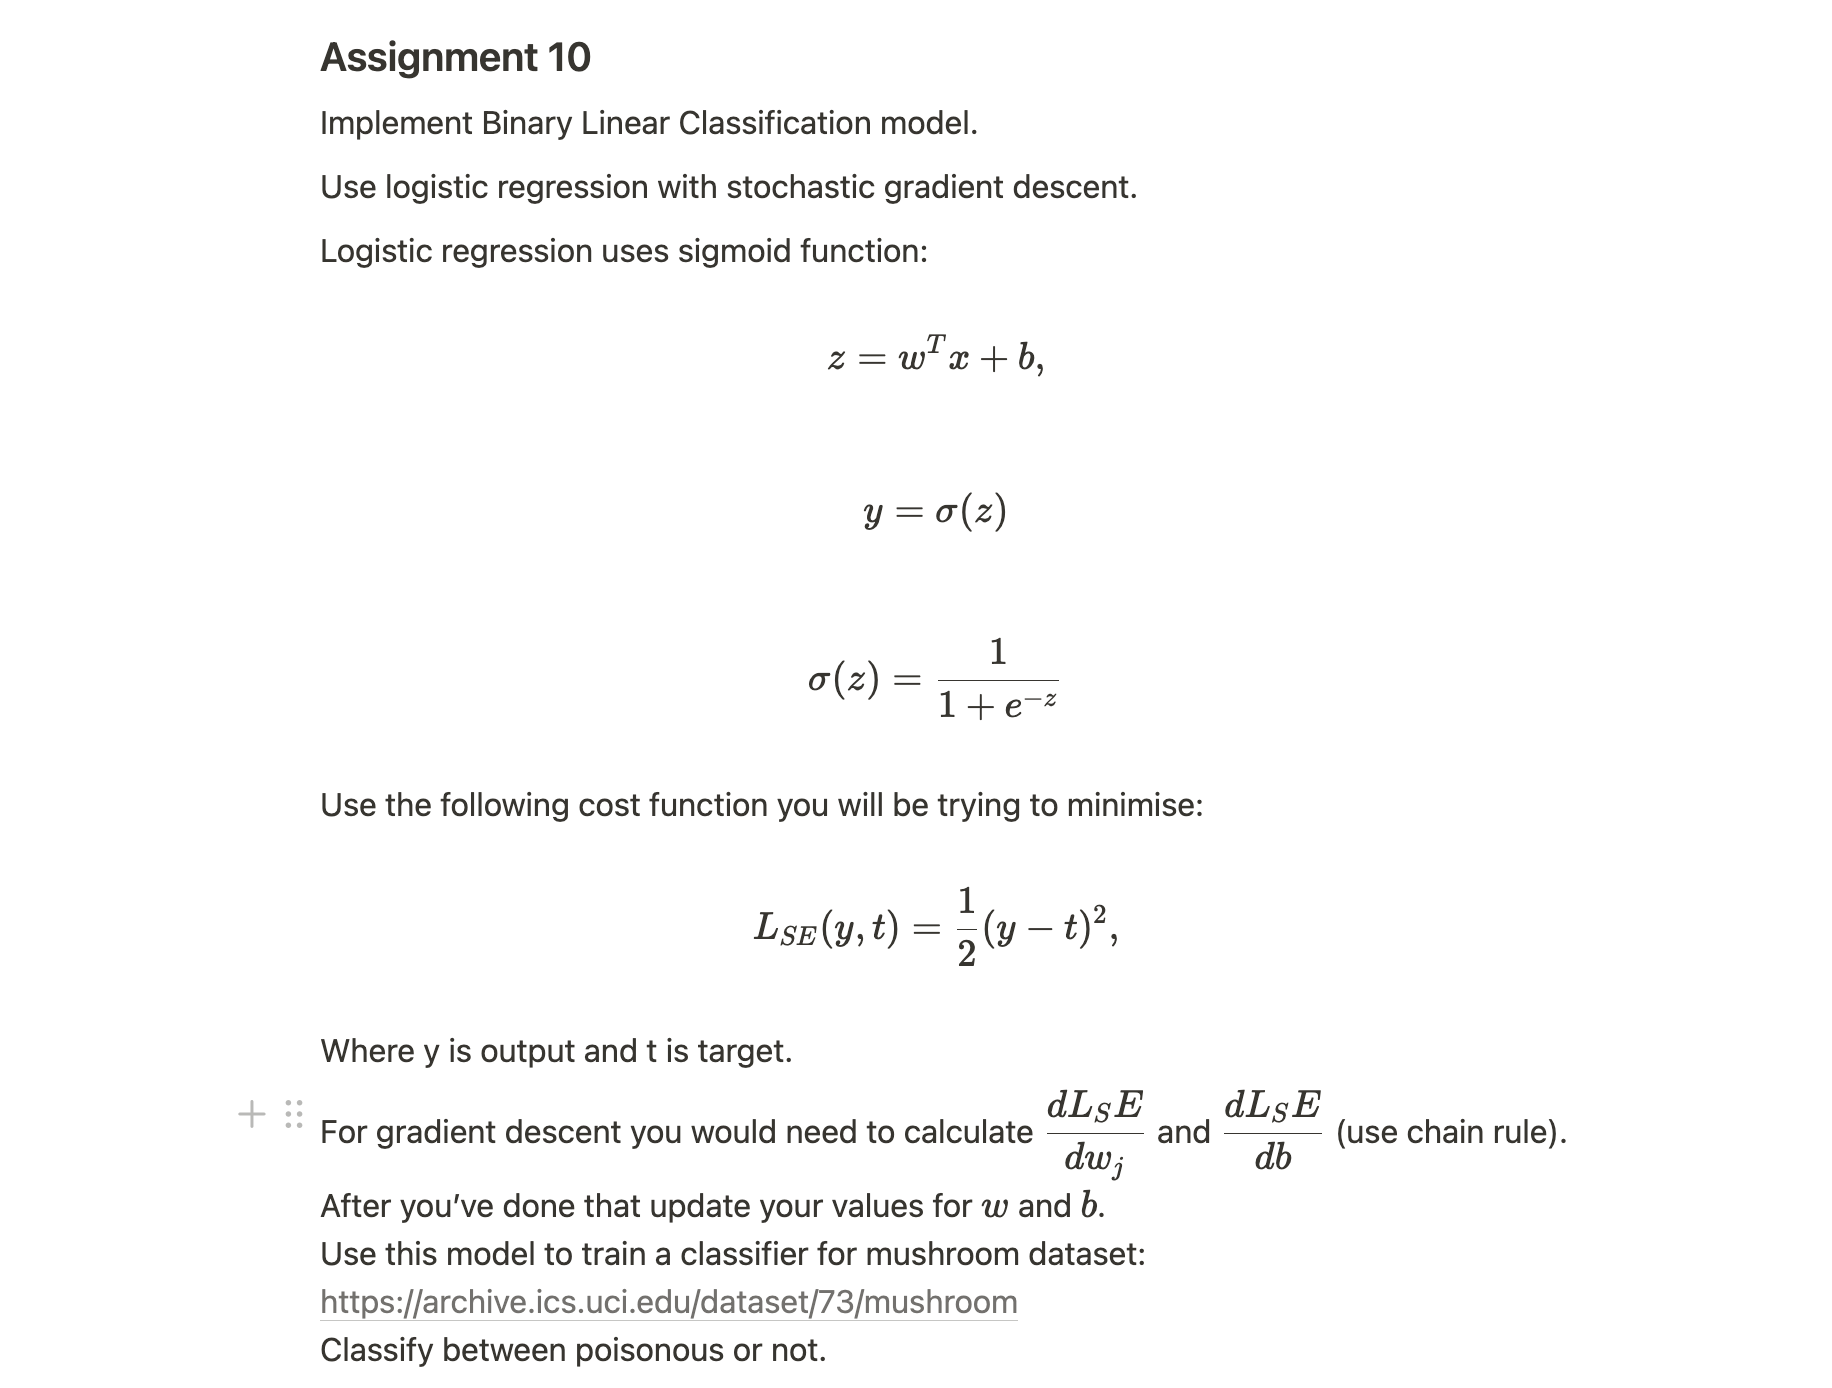 Assignment 10
Implement Binary Linear Classification model.
Use logistic regression with stochastic gradient descent.
Logistic regression uses sigmoid function:
$z = w^T x + b,$
$y = \sigma(z)$
$\sigma(z) = \frac{1}{1 + e^{-z}}$
Use the following cost function you will be trying to minimise:
$L_{SE}(y, t) = \frac{1}{2}(y - t)^2,$
Where y is output and t is target.
For gradient descent you would need to calculate $\frac{dL_S E}{dw_j}$ and $\frac{dL_S E}{db}$ (use chain rule).
After you’ve done that update your values for $w$ and $b$.
Use this model to train a classifier for mushroom dataset:
https://archive.ics.uci.edu/dataset/73/mushroom
Classify between poisonous or not.